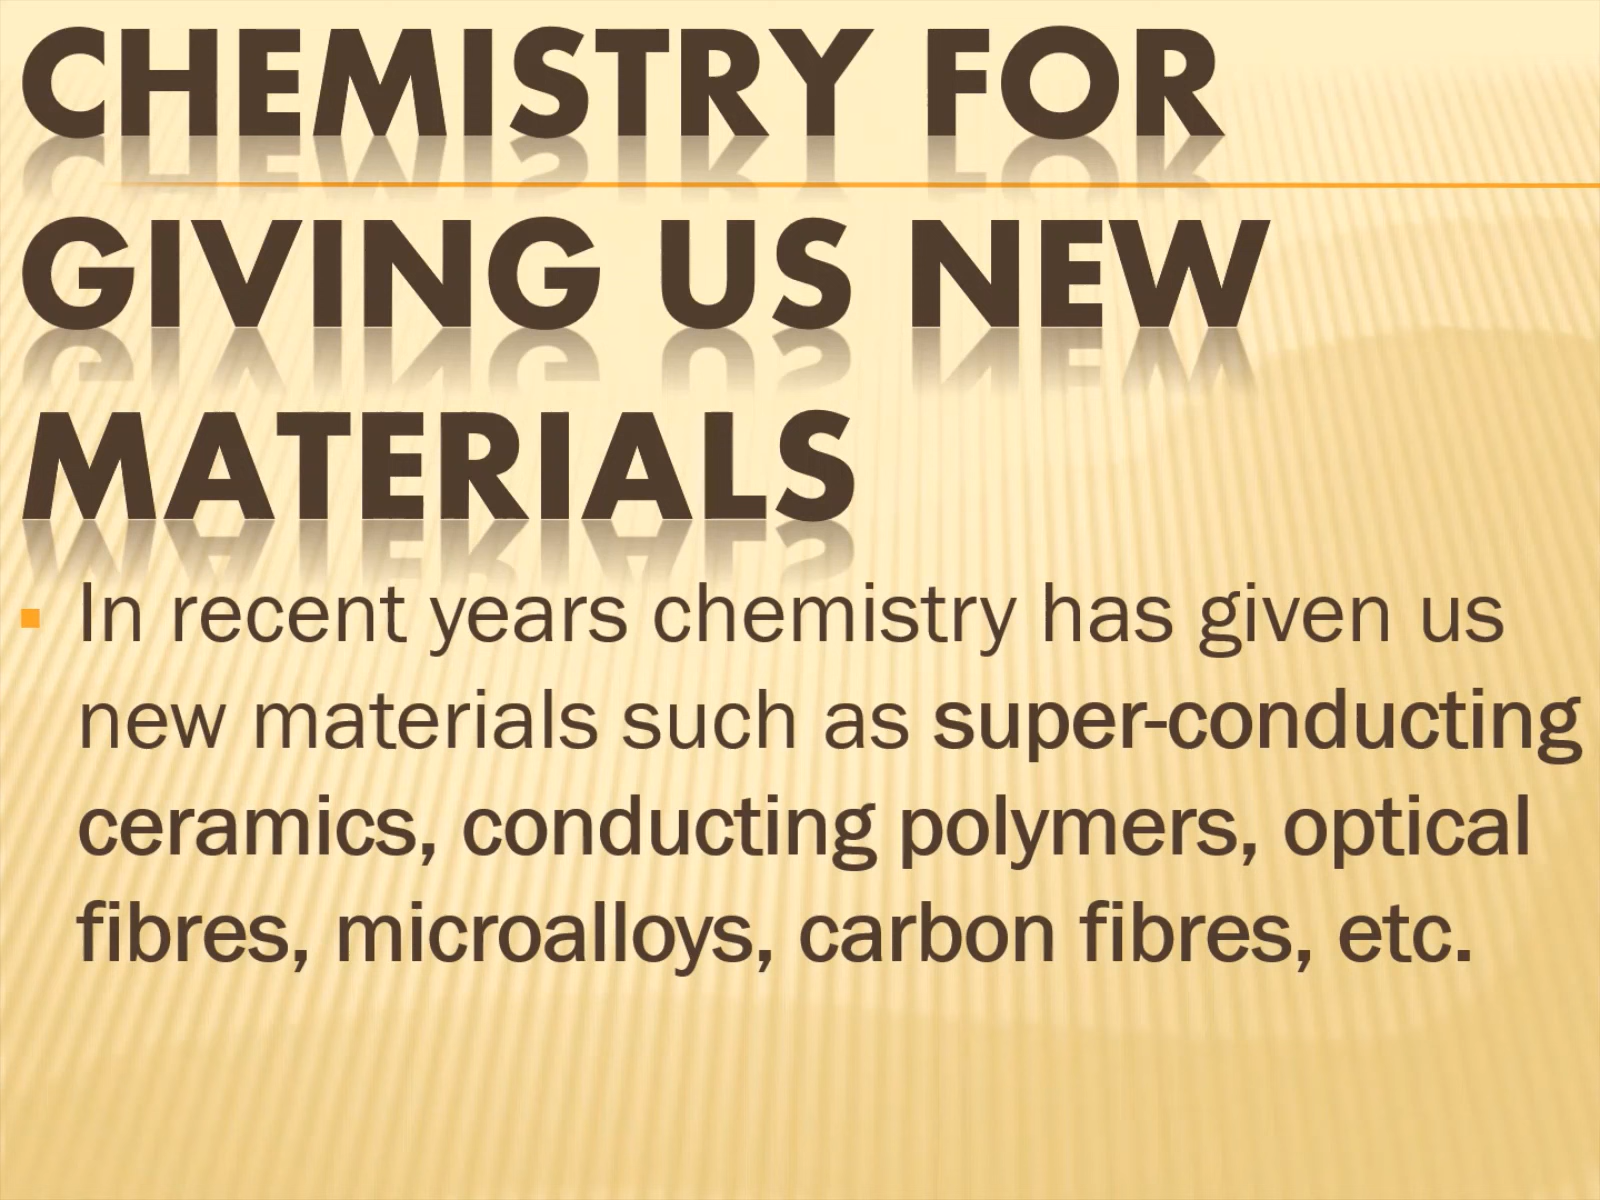 CHEMISTRY FOR
GIVING US NEW
MATERIALS
▪ In recent years chemistry has given us
new materials such as super-conducting
ceramics, conducting polymers, optical
fibres, microalloys, carbon fibres, etc.